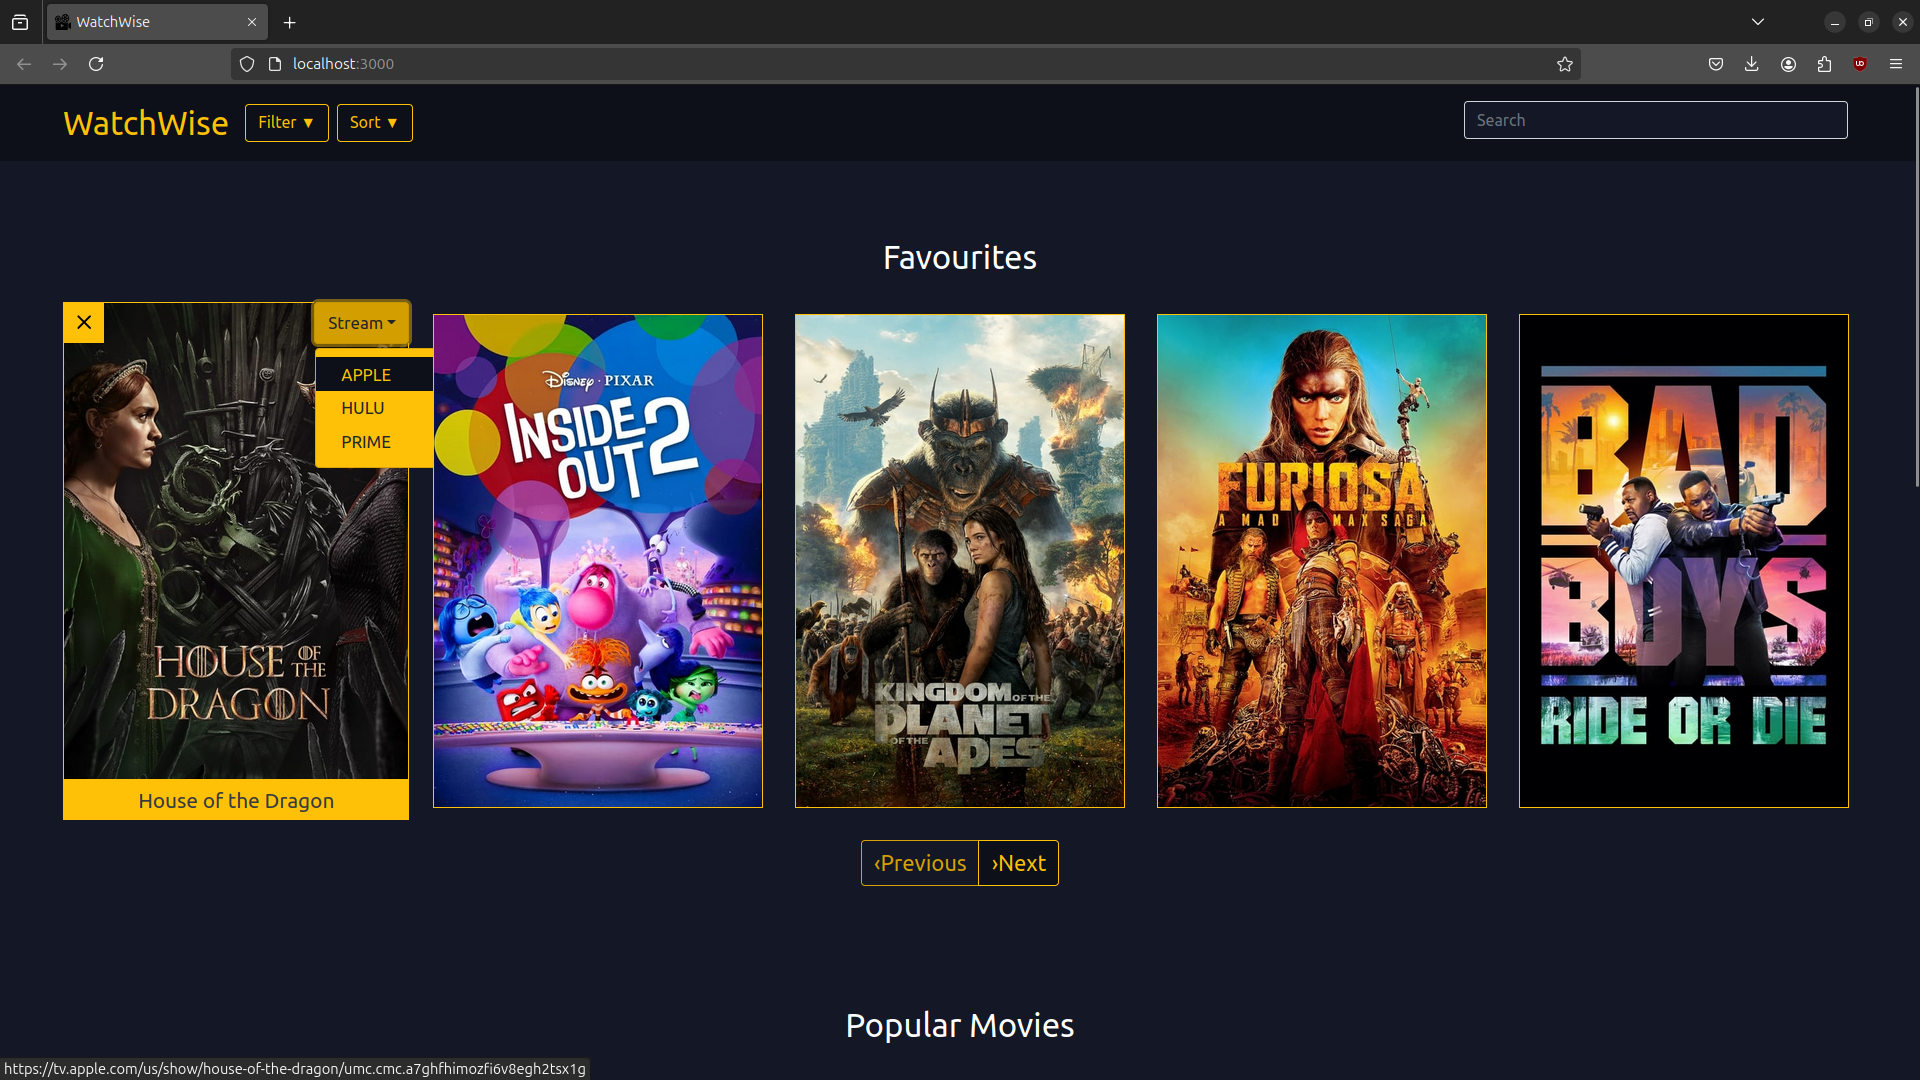 WatchWise
localhost:3000
WatchWise
Filter ▼
Sort ▼
Search
Favourites
Stream
APPLE
HULU
PRIME
HOUSE OF THE
DRAGON
House of the Dragon
Disney · PIXAR
INSIDE
OUT 2
KINGDOM OF THE
PLANET
OF THE APES
FURIOSA
A MAD MAX SAGA
BAD
BOYS
RIDE OR DIE
‹Previous
›Next
Popular Movies
https://tv.apple.com/us/show/house-of-the-dragon/umc.cmc.a7ghfhimozfi6v8egh2tsx1g